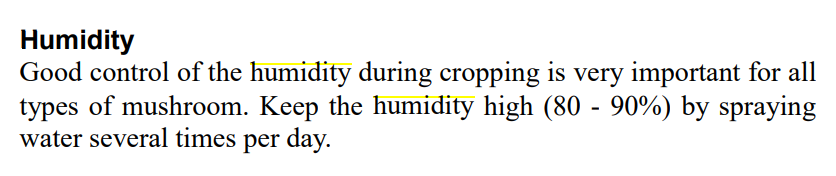 Humidity
Good control of the humidity during cropping is very important for all
types of mushroom. Keep the humidity high (80 - 90%) by spraying
water several times per day.